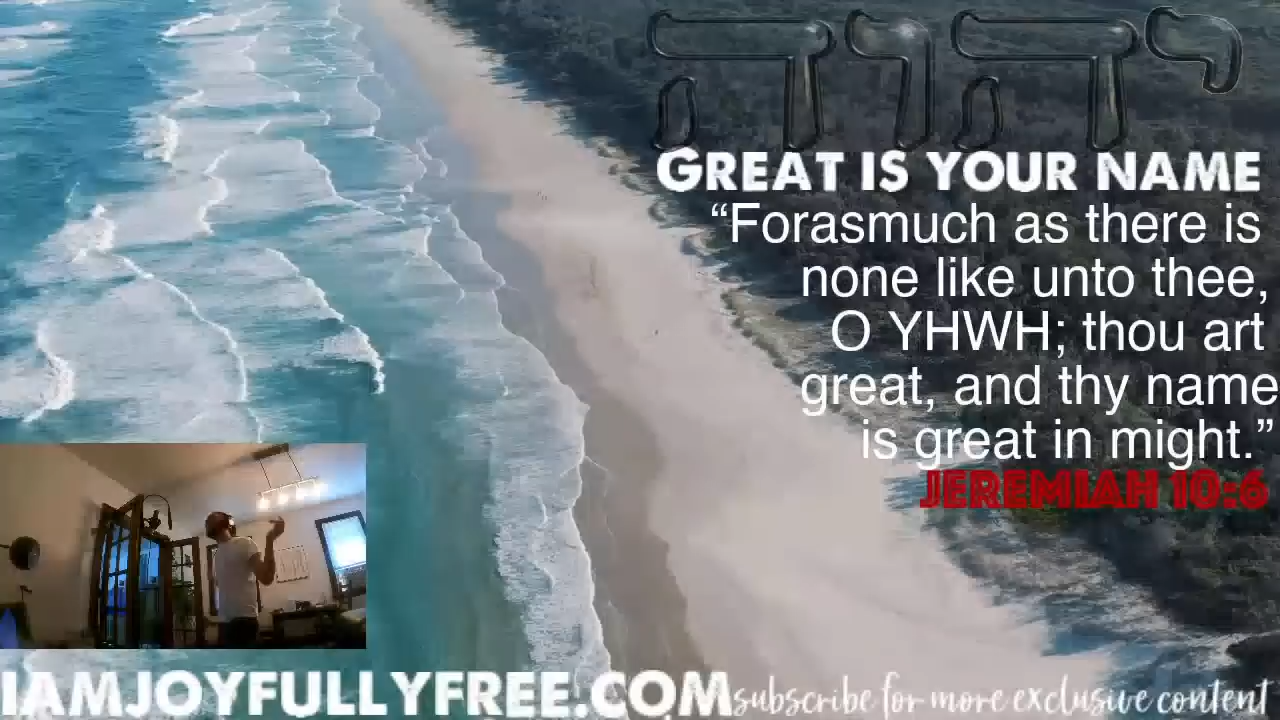 יהוה
GREAT IS YOUR NAME
“Forasmuch as there is
none like unto thee,
O YHWH; thou art
great, and thy name
is great in might.”
JEREMIAH 10:6
IAMJOYFULLYFREE.COM subscribe for more exclusive content